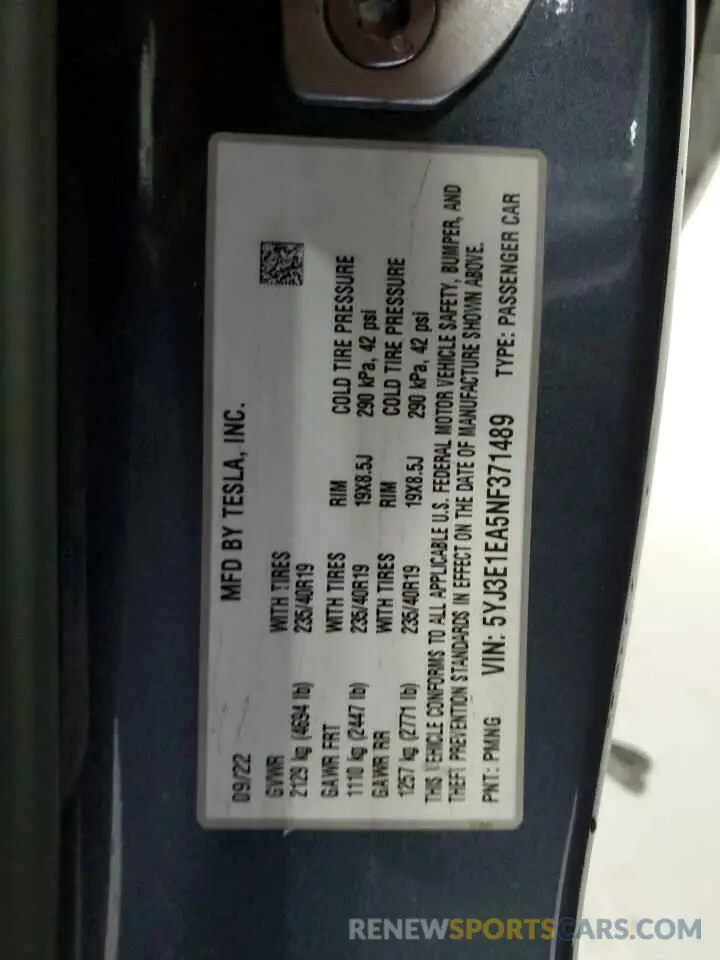 09/22 MFD BY TESLA, INC.
GVWR WITH TIRES
2129 kg (4694 lb) 235/40R19
GAWR FRT WITH TIRES RIM COLD TIRE PRESSURE
1110 kg (2447 lb) 235/40R19 19X8.5J 290 kPa, 42 psi
GAWR RR WITH TIRES RIM COLD TIRE PRESSURE
1257 kg (2771 lb) 235/40R19 19X8.5J 290 kPa, 42 psi
THIS VEHICLE CONFORMS TO ALL APPLICABLE U.S. FEDERAL MOTOR VEHICLE SAFETY, BUMPER, AND
THEFT PREVENTION STANDARDS IN EFFECT ON THE DATE OF MANUFACTURE SHOWN ABOVE.
PNT: PMNG VIN: 5YJ3E1EA5NF371489 TYPE: PASSENGER CAR
RENEWSPORTSCARS.COM